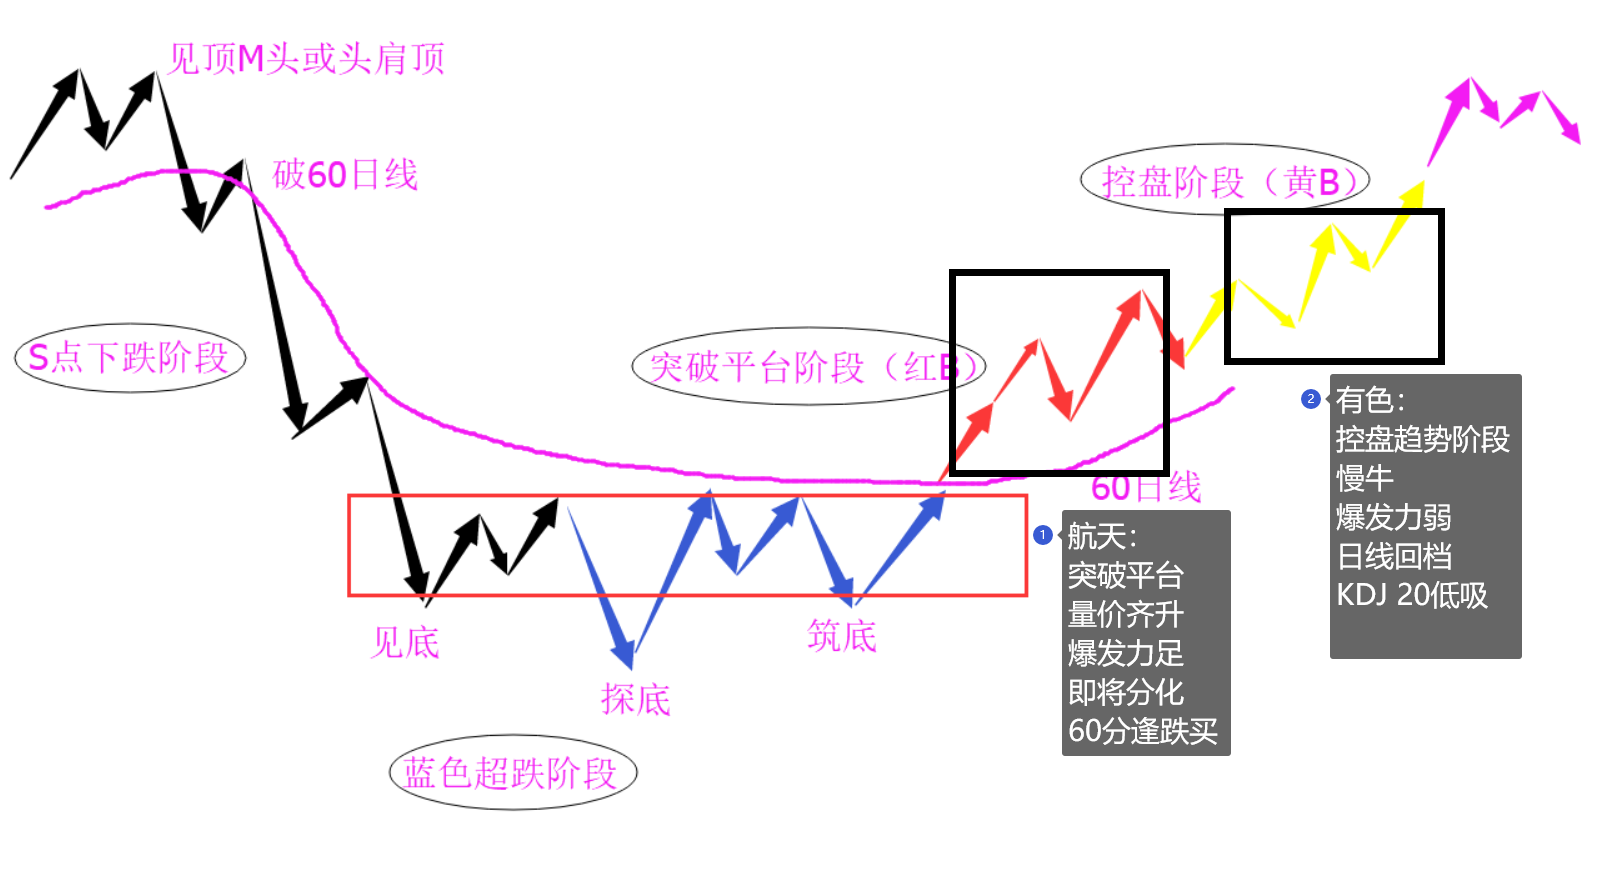 见顶M头或头肩顶
破60日线
控盘阶段（黄B）
S点下跌阶段
突破平台阶段（红B）
60日线
见底
筑底
探底
蓝色超跌阶段
1
航天：
突破平台
量价齐升
爆发力足
即将分化
60分逢跌买
2
有色：
控盘趋势阶段
慢牛
爆发力弱
日线回档
KDJ 20低吸